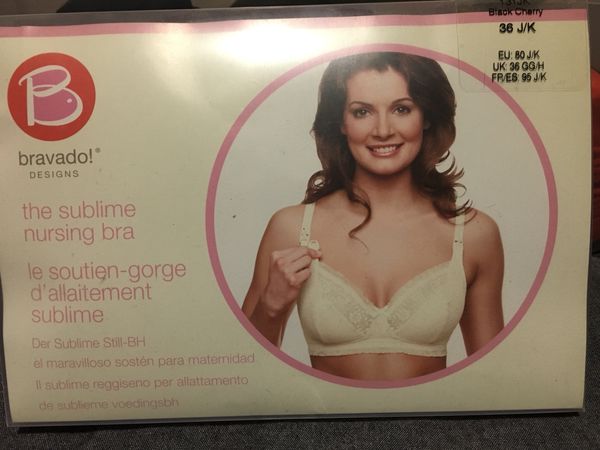 Black Cherry
36 J/K
EU: 80 J/K
UK: 36 GG/H
FR/ES: 95 J/K
B
bravado!®
DESIGNS
the sublime
nursing bra
le soutien-gorge
d'allaitement
sublime
Der Sublime Still-BH
el maravilloso sostén para maternidad
Il sublime reggiseno per allattamento
de sublieme voedingsbh